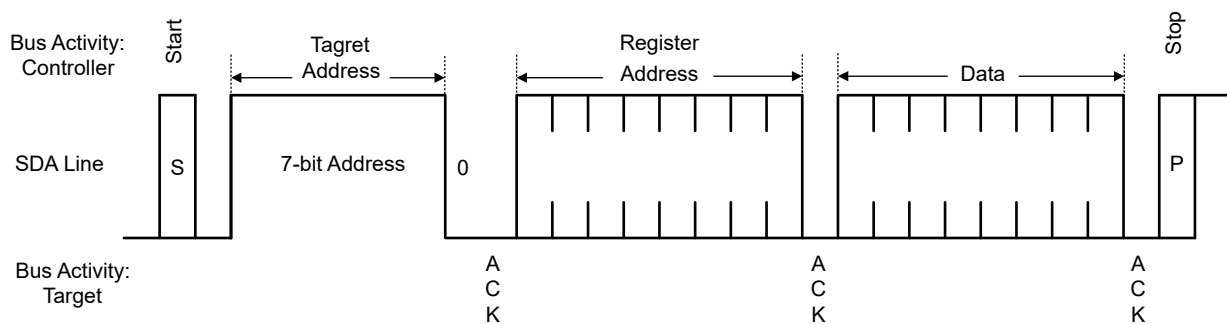 Bus Activity:
Controller
Start
Tagret
Address
Register
Address
Data
Stop
SDA Line
S
7-bit Address
0
P
Bus Activity:
Target
A
C
K
A
C
K
A
C
K